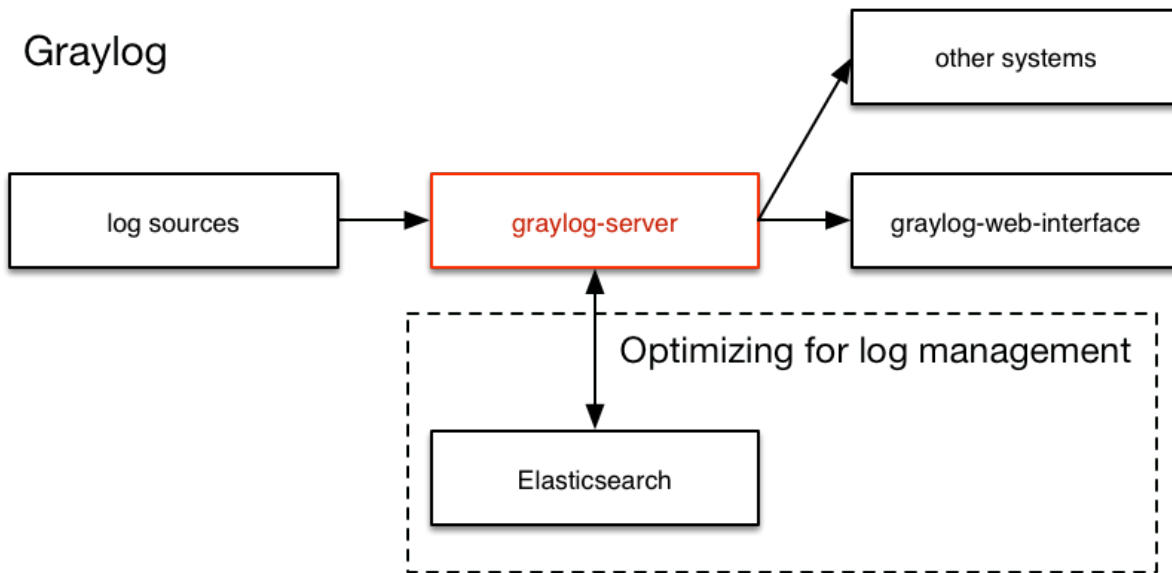 Graylog
other systems
log sources
graylog-server
graylog-web-interface
Optimizing for log management
Elasticsearch